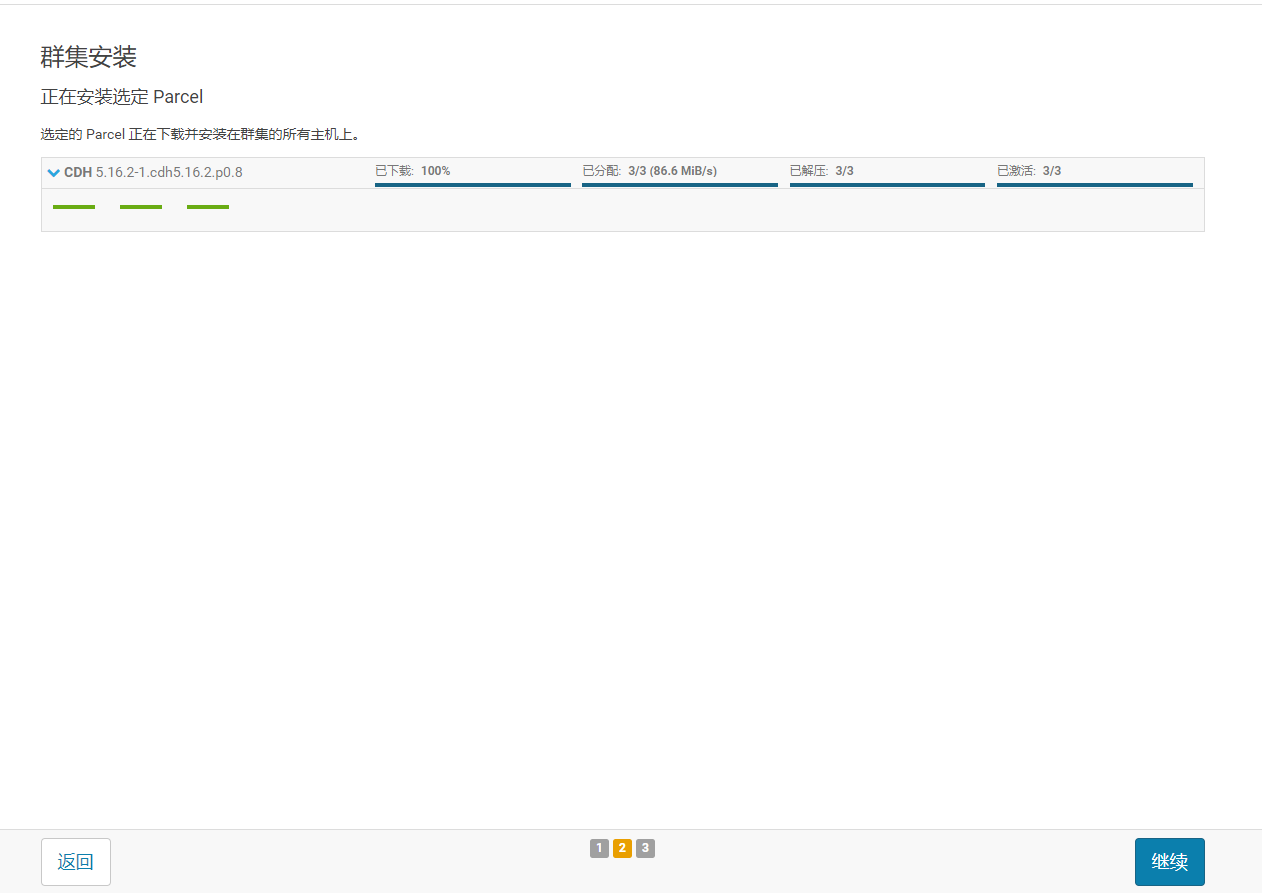 群集安装
正在安装选定 Parcel
选定的 Parcel 正在下载并安装在群集的所有主机上。
CDH 5.16.2-1.cdh5.16.2.p0.8 已下载: 100% 已分配: 3/3 (86.6 MiB/s) 已解压: 3/3 已激活: 3/3
返回 1 2 3 继续